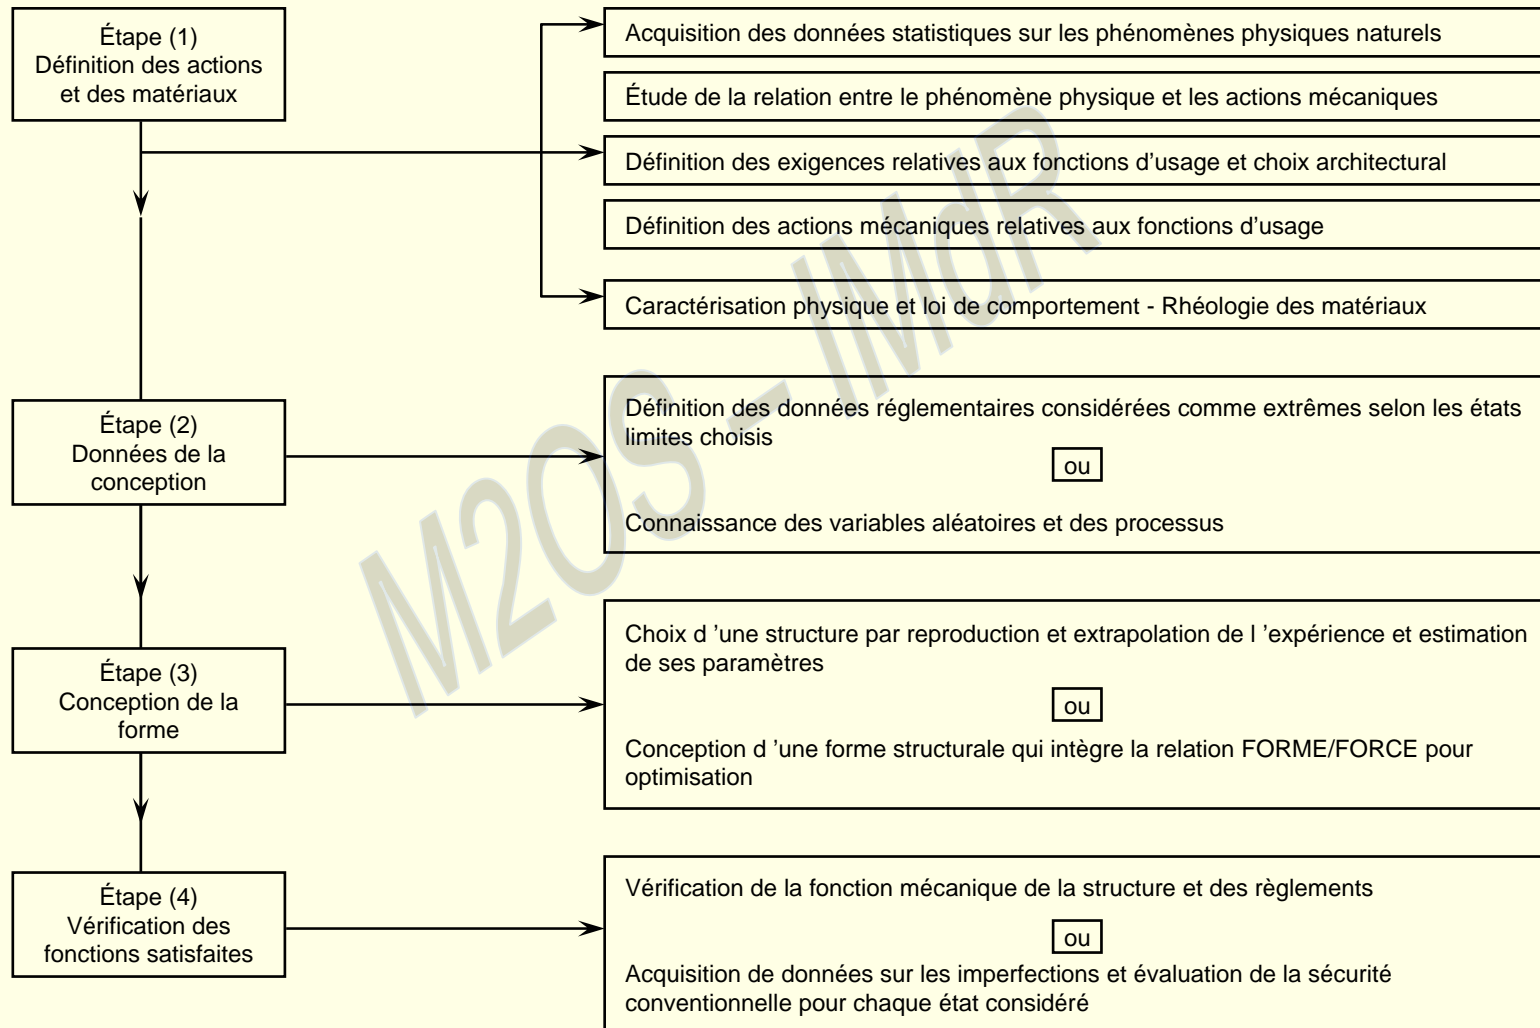 Étape (1)
Définition des actions
et des matériaux
Acquisition des données statistiques sur les phénomènes physiques naturels
Étude de la relation entre le phénomène physique et les actions mécaniques
Définition des exigences relatives aux fonctions d'usage et choix architectural
Définition des actions mécaniques relatives aux fonctions d'usage
Caractérisation physique et loi de comportement - Rhéologie des matériaux
Étape (2)
Données de la
conception
Définition des données réglementaires considérées comme extrêmes selon les états
limites choisis
ou
Connaissance des variables aléatoires et des processus
Étape (3)
Conception de la
forme
Choix d 'une structure par reproduction et extrapolation de l 'expérience et estimation
de ses paramètres
ou
Conception d 'une forme structurale qui intègre la relation FORME/FORCE pour
optimisation
Étape (4)
Vérification des
fonctions satisfaites
Vérification de la fonction mécanique de la structure et des règlements
ou
Acquisition de données sur les imperfections et évaluation de la sécurité
conventionnelle pour chaque état considéré
M2OS – IMdR